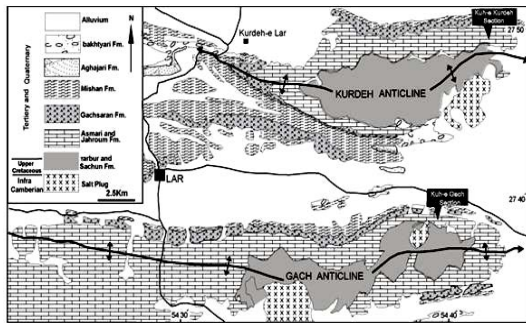 Alluvium
N
bakhtyari Fm.
Aghajari Fm.
Mishan Fm.
Gachsaran Fm.
Asmari and
Jahroum Fm.
Tarbur and
Sachun Fm.
Salt Plug
2.5Km
Tertiery and Quaternary
Upper
Cretaceous
Infra
Camberian
Kurdeh-e Lar
Kuh-e Kurdeh
Section
27 50
KURDEH ANTICLINE
LAR
27 40
Kuh-e Gach
Section
GACH ANTICLINE
54 30
54 40